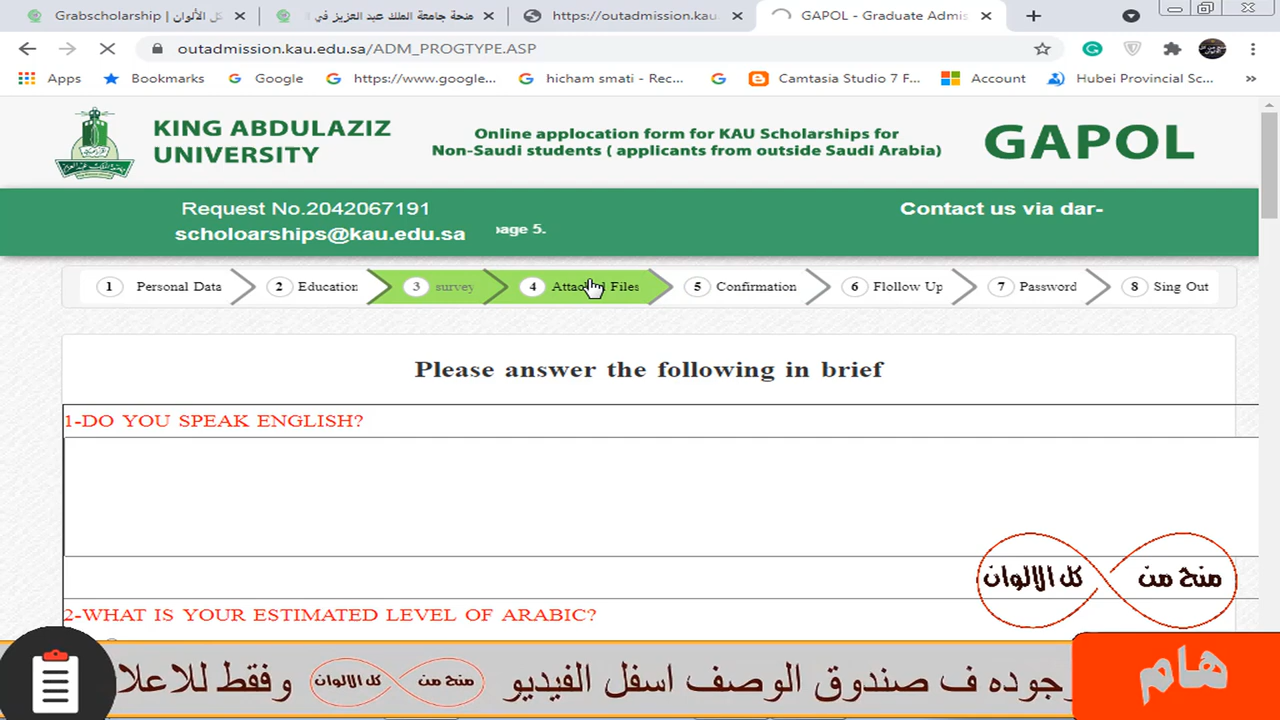 Grabscholarship | كل الألوان
منحة جامعة الملك عبد العزيز في ا
https://outadmission.kau
GAPOL - Graduate Admis
outadmission.kau.edu.sa/ADM_PROGTYPE.ASP
Apps
Bookmarks
Google
https://www.google...
hicham smati - Rec...
Camtasia Studio 7 F...
Account
Hubei Provincial Sc...
KING ABDULAZIZ
UNIVERSITY
Online applocation form for KAU Scholarships for
Non-Saudi students ( applicants from outside Saudi Arabia)
GAPOL
Request No.2042067191
Contact us via dar-
scholoarships@kau.edu.sa
page 5.
1 Personal Data
2 Education
3 survey
4 Attached Files
5 Confirmation
6 Flollow Up
7 Password
8 Sing Out
Please answer the following in brief
1-DO YOU SPEAK ENGLISH?
منح من كل الالوان
2-WHAT IS YOUR ESTIMATED LEVEL OF ARABIC?
هام
جوده ف صندوق الوصف اسفل الفيديو
منح من كل الالوان
وفقط للاعلا